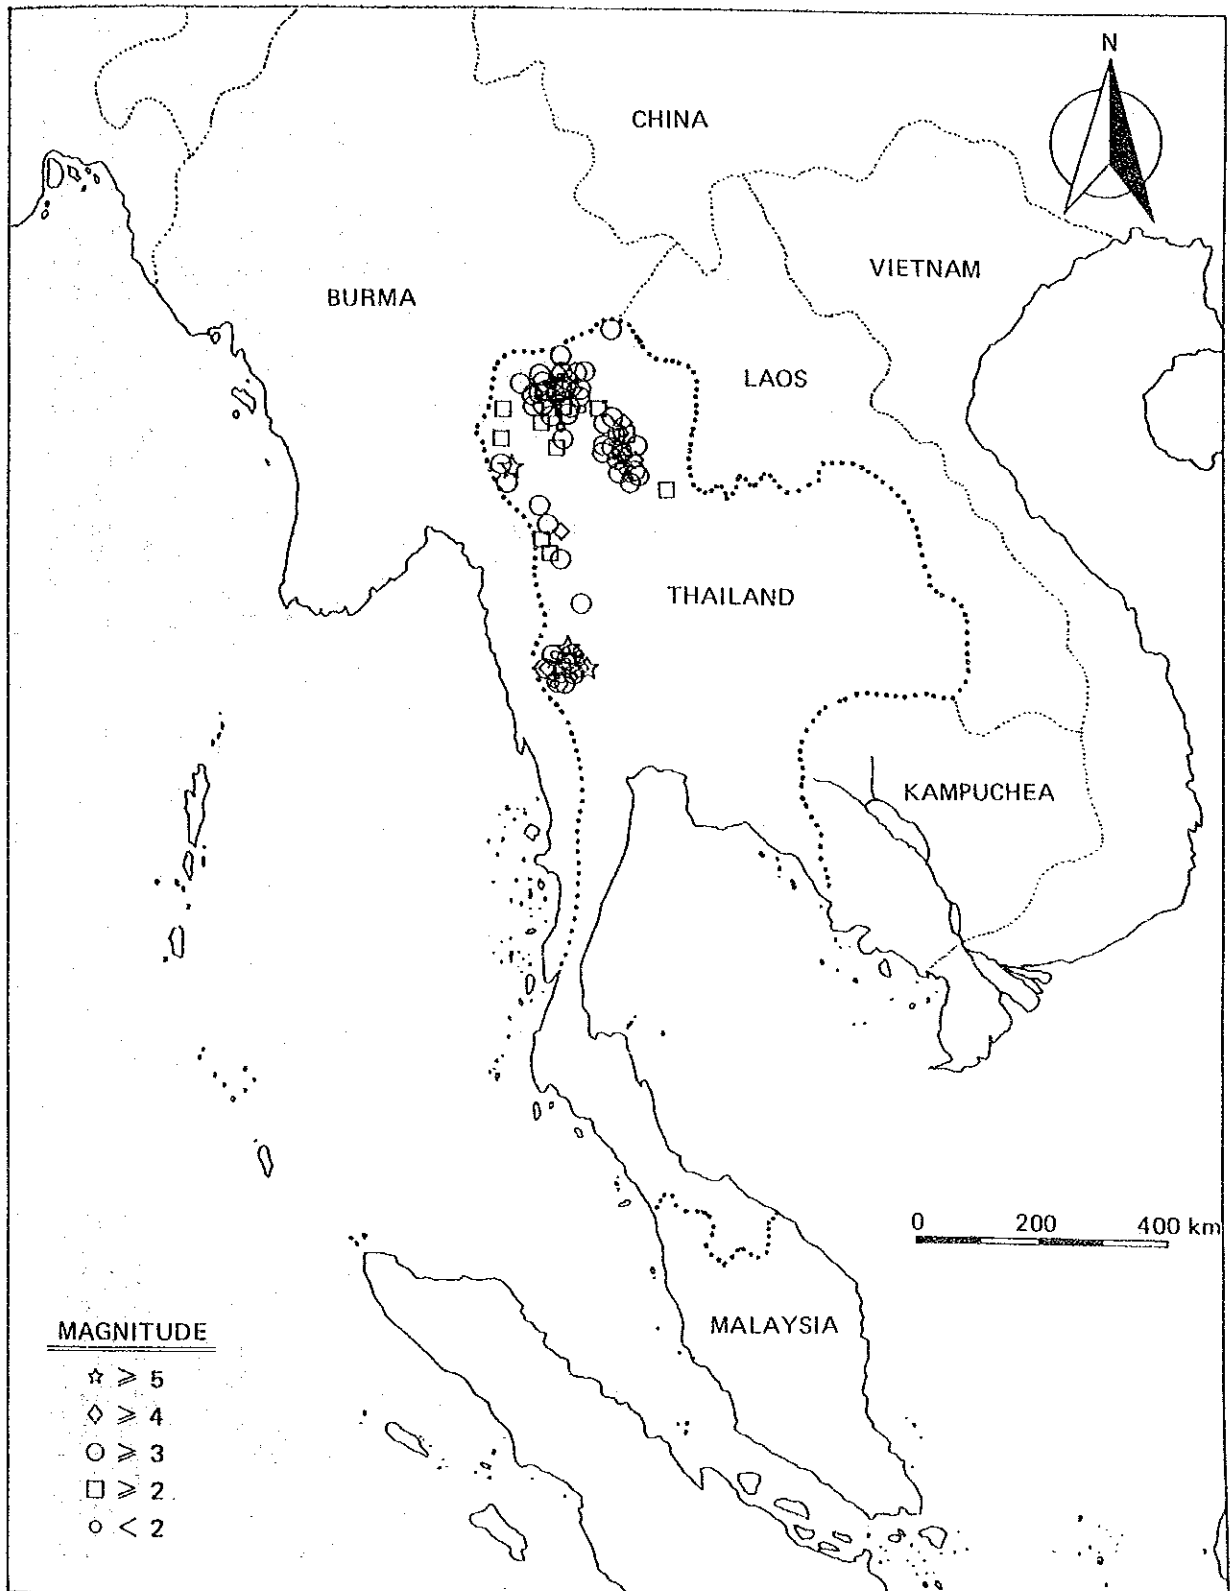 N
CHINA
VIETNAM
BURMA
LAOS
THAILAND
KAMPUCHEA
0 200 400 km
MALAYSIA
MAGNITUDE
☆ ⩾ 5
◇ ⩾ 4
○ ⩾ 3
□ ⩾ 2
○ < 2